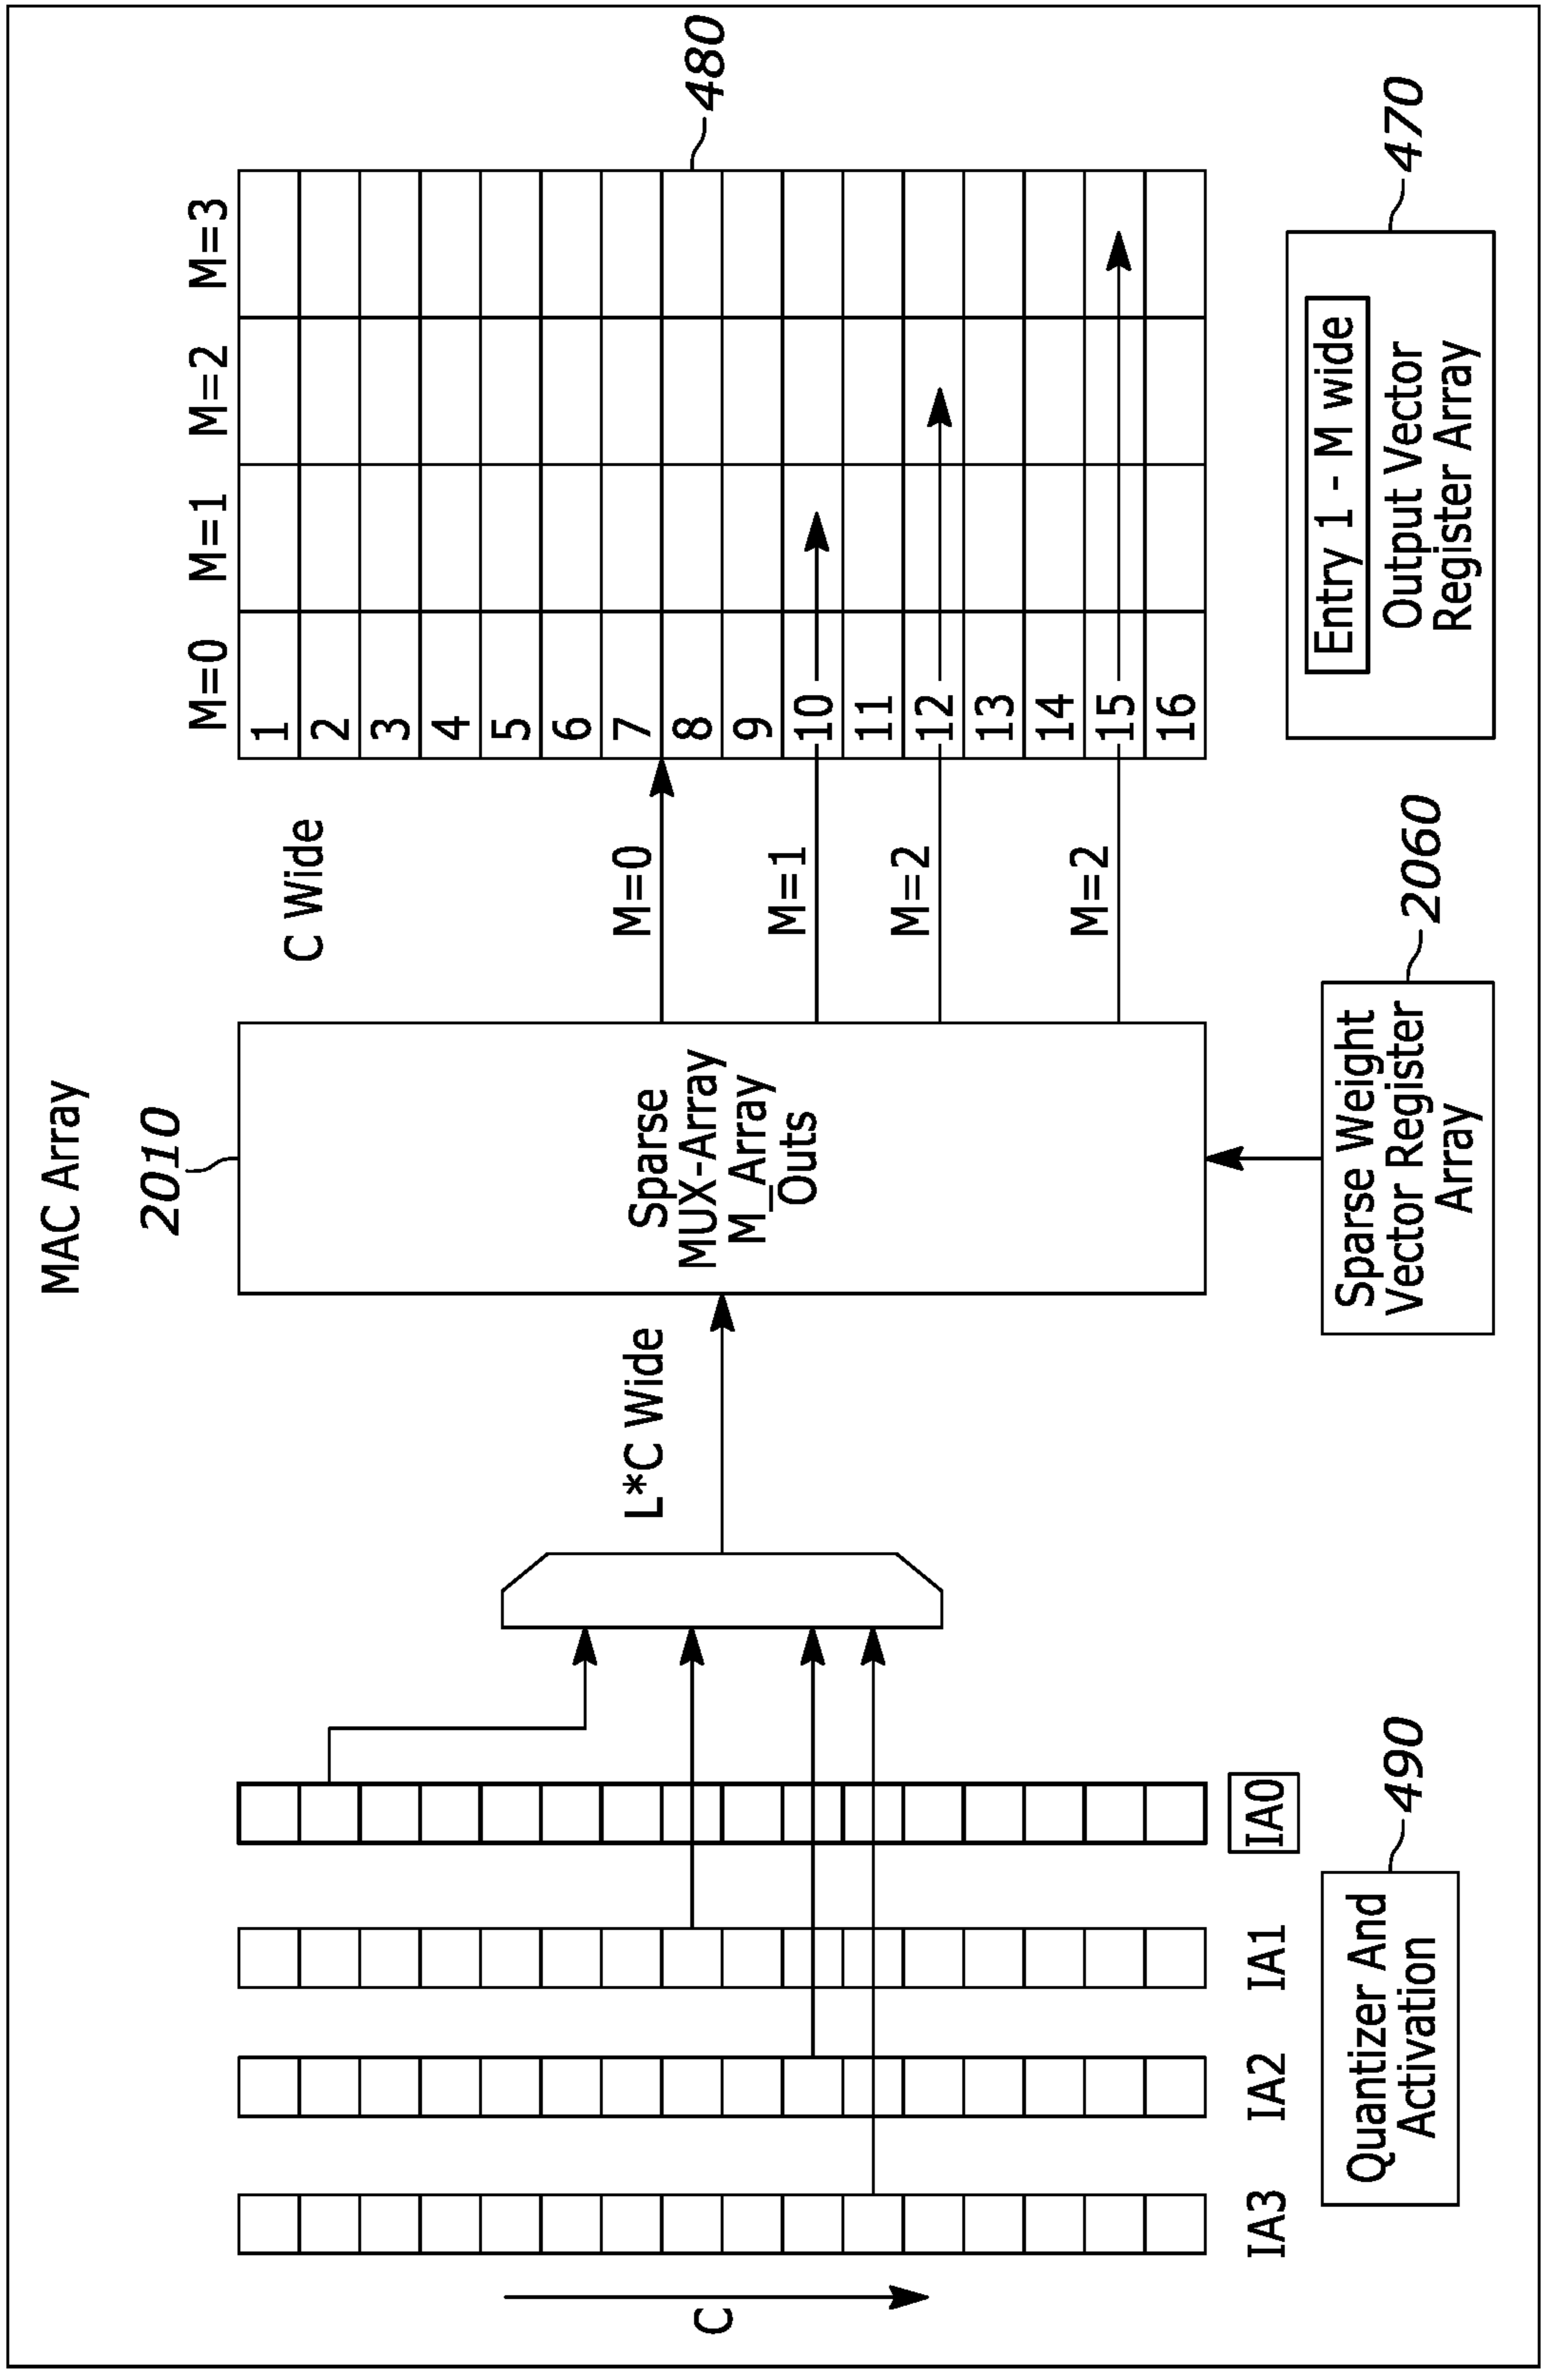 MAC Array
2010
M=0
M=1
M=2
M=3
C Wide
480
1
2
3
4
5
6
7
8
9
10
11
12
13
14
15
16
C
L*C Wide
Sparse
MUX-Array
M_Array
Outs
M=0
M=1
M=2
M=2
IA3
IA2
IA1
IA0
Quantizer And
Activation
490
Sparse Weight
Vector Register
Array
2060
Entry 1 - M wide
Output Vector
Register Array
470